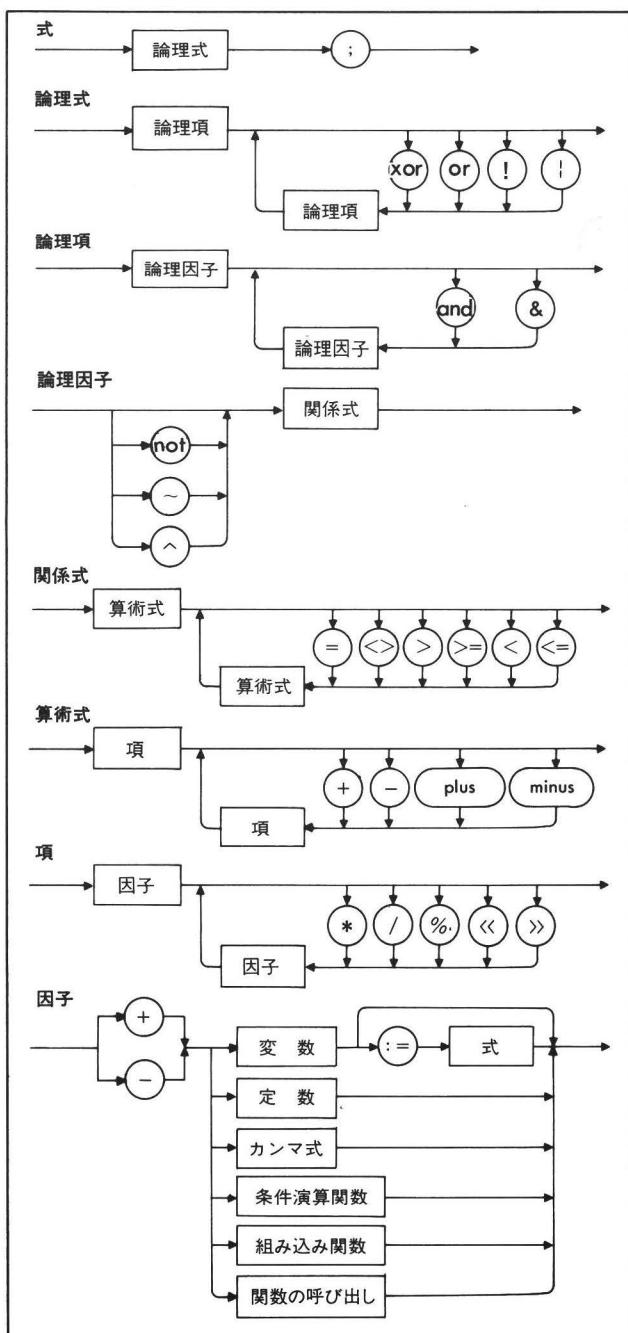 式
論理式 ;
論理式
論理項
xor or ! ¦
論理項
論理項
論理因子
and &
論理因子
論理因子
関係式
not
~
^
関係式
算術式
= <> > >= < <=
算術式
算術式
項
+ - plus minus
項
項
因子
* / % << >>
因子
因子
+
-
変 数 := 式
定 数
カンマ式
条件演算関数
組み込み関数
関数の呼び出し